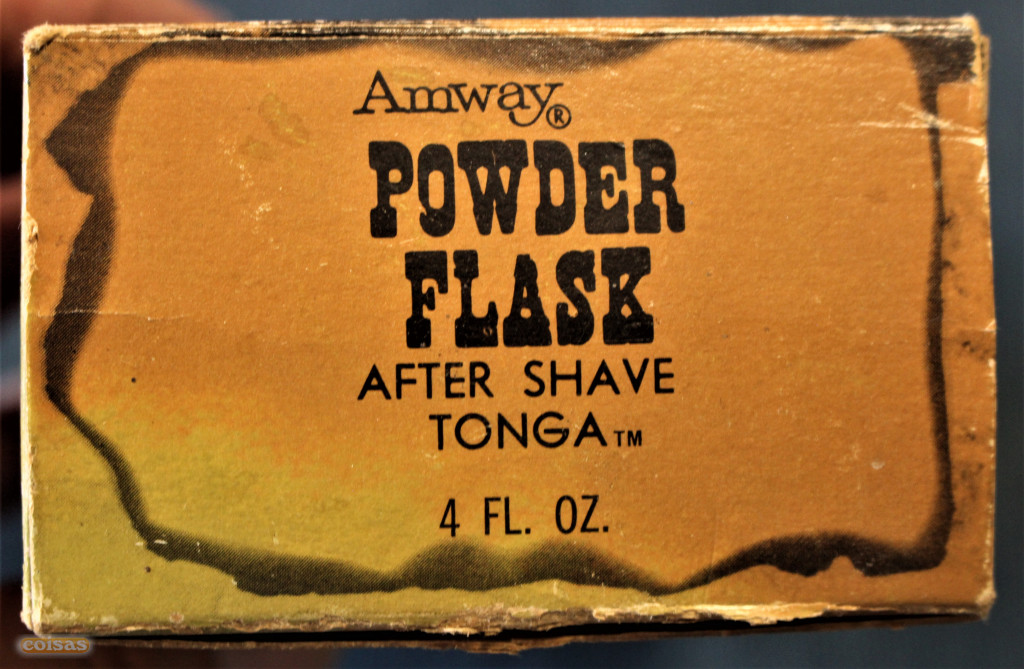 Amway®
POWDER
FLASK
AFTER SHAVE
TONGA™
4 FL. OZ.
coisas